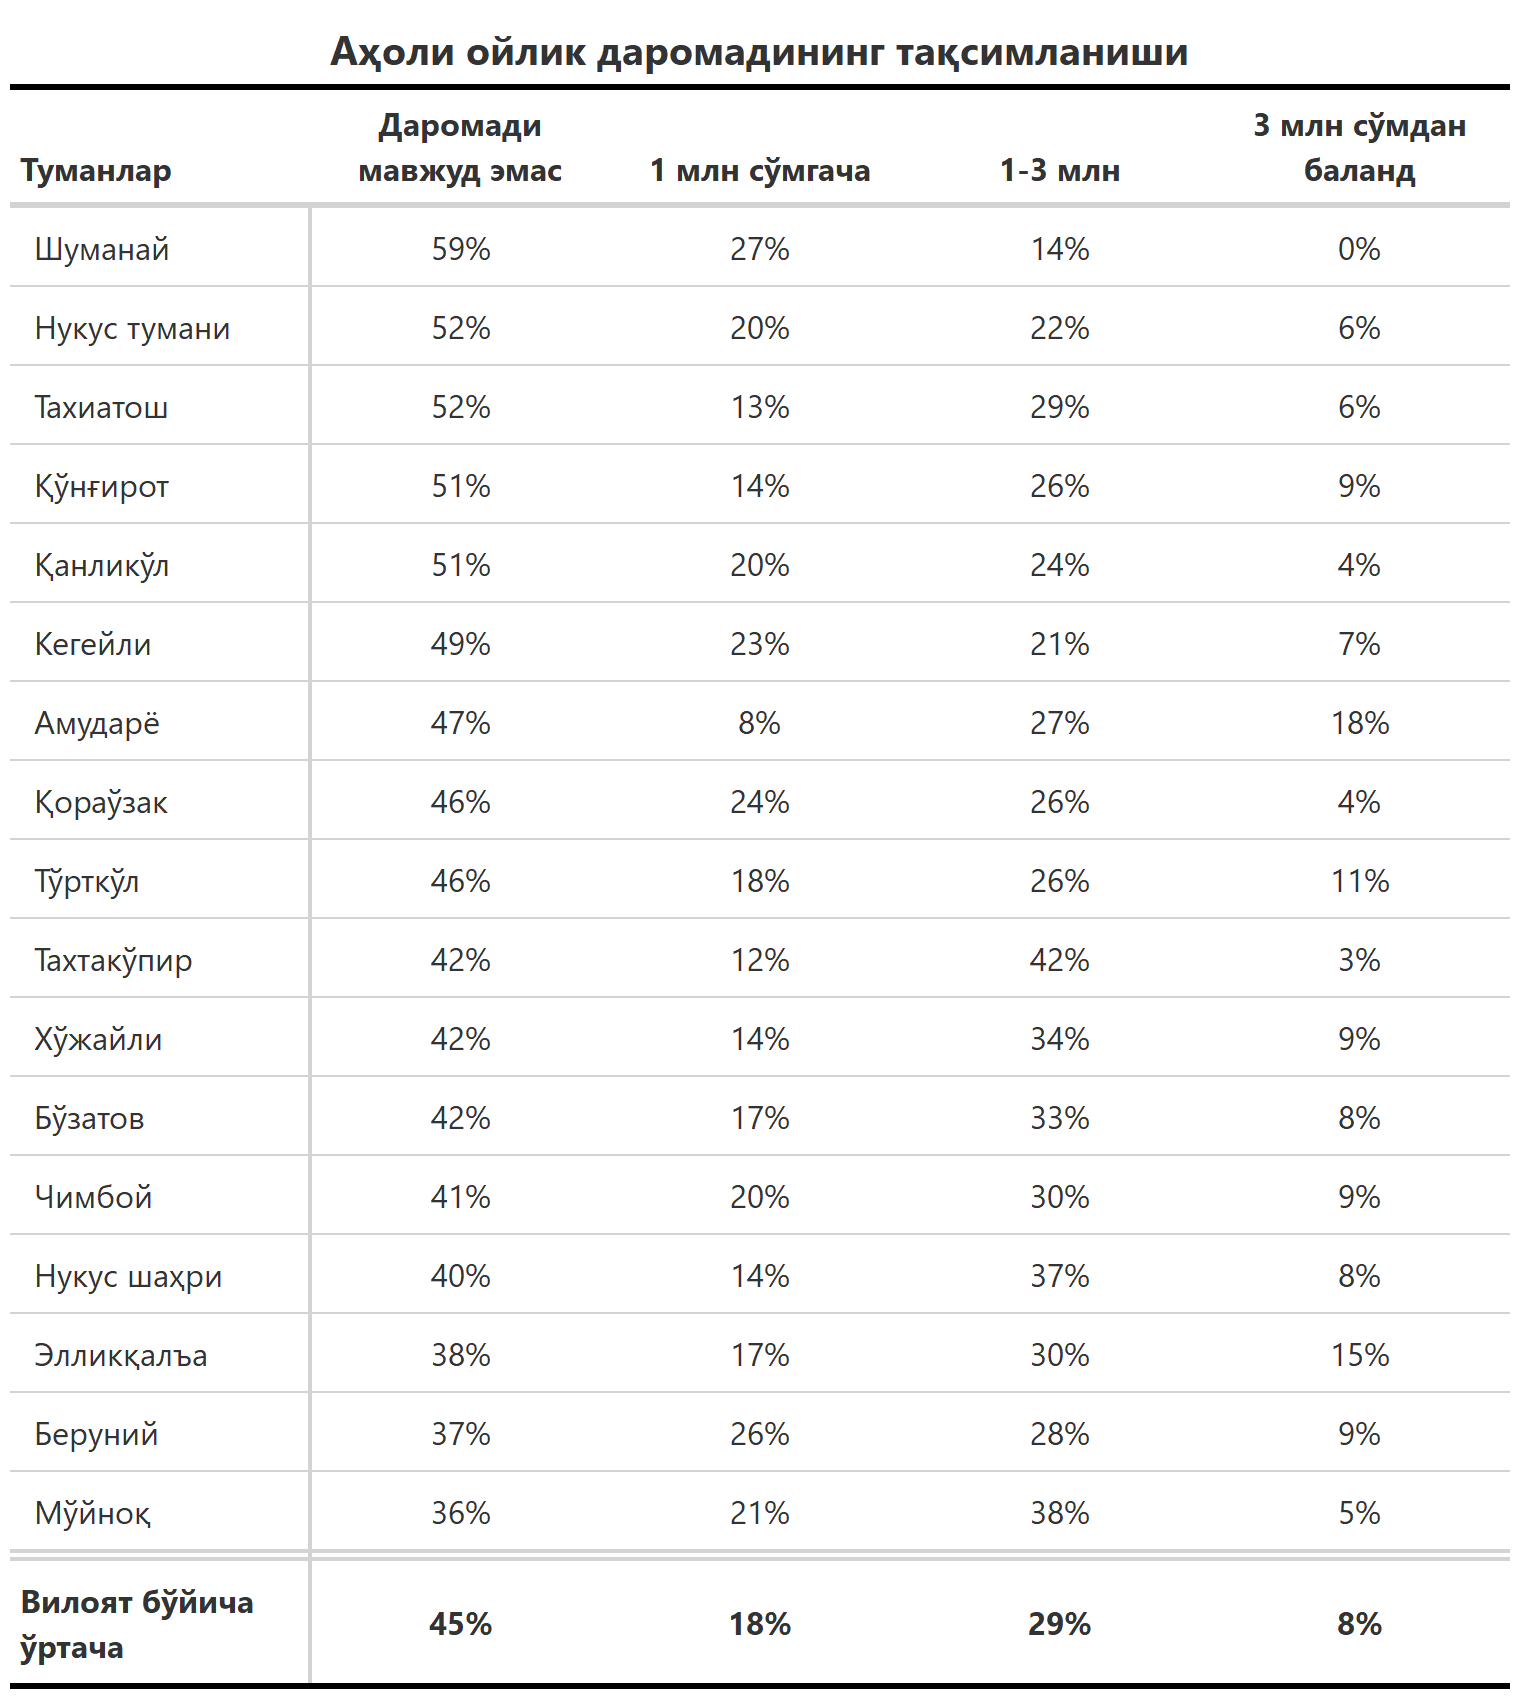 Аҳоли ойлик даромадининг тақсимланиши
Туманлар Даромади мавжуд эмас 1 млн сўмгача 1-3 млн 3 млн сўмдан баланд
Шуманай 59% 27% 14% 0%
Нукус тумани 52% 20% 22% 6%
Тахиатош 52% 13% 29% 6%
Қўнғирот 51% 14% 26% 9%
Қанликўл 51% 20% 24% 4%
Кегейли 49% 23% 21% 7%
Амударё 47% 8% 27% 18%
Қораўзак 46% 24% 26% 4%
Тўрткўл 46% 18% 26% 11%
Тахтакўпир 42% 12% 42% 3%
Хўжайли 42% 14% 34% 9%
Бўзатов 42% 17% 33% 8%
Чимбой 41% 20% 30% 9%
Нукус шаҳри 40% 14% 37% 8%
Элликқалъа 38% 17% 30% 15%
Беруний 37% 26% 28% 9%
Мўйноқ 36% 21% 38% 5%
Вилоят бўйича ўртача 45% 18% 29% 8%